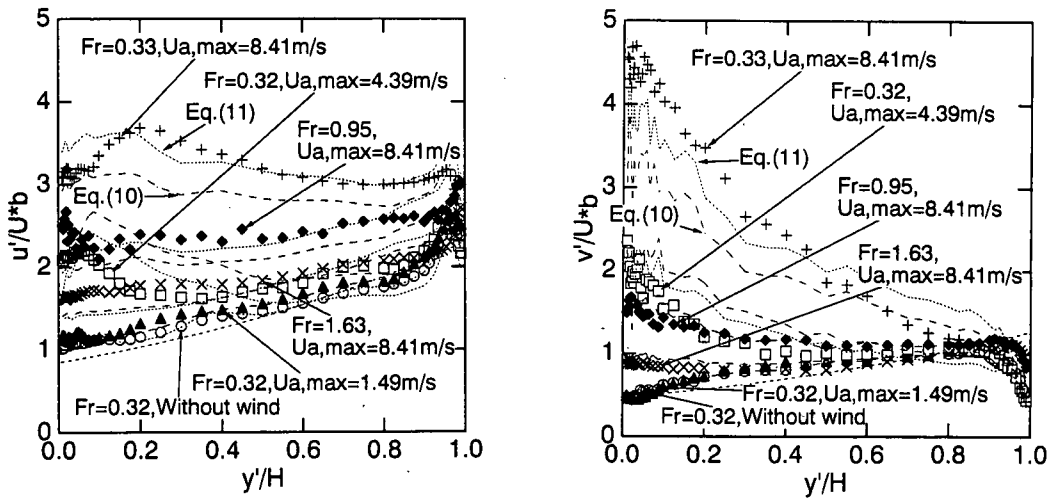 5
4
3
2
1
0
u'/U*b
0.0
0.2
0.4
0.6
0.8
1.0
y'/H
Fr=0.33,Ua,max=8.41m/s
Fr=0.32,Ua,max=4.39m/s
Eq.(11)
Fr=0.95,
Ua,max=8.41m/s
Eq.(10)
Fr=1.63,
Ua,max=8.41m/s
Fr=0.32,Ua,max=1.49m/s
Fr=0.32,Without wind
5
4
3
2
1
0
v'/U*b
0.0
0.2
0.4
0.6
0.8
1.0
y'/H
Fr=0.33,Ua,max=8.41m/s
Fr=0.32,
Ua,max=4.39m/s
Eq.(11)
Fr=0.95,
Ua,max=8.41m/s
Eq.(10)
Fr=1.63,
Ua,max=8.41m/s
Fr=0.32,Ua,max=1.49m/s
Fr=0.32,Without wind